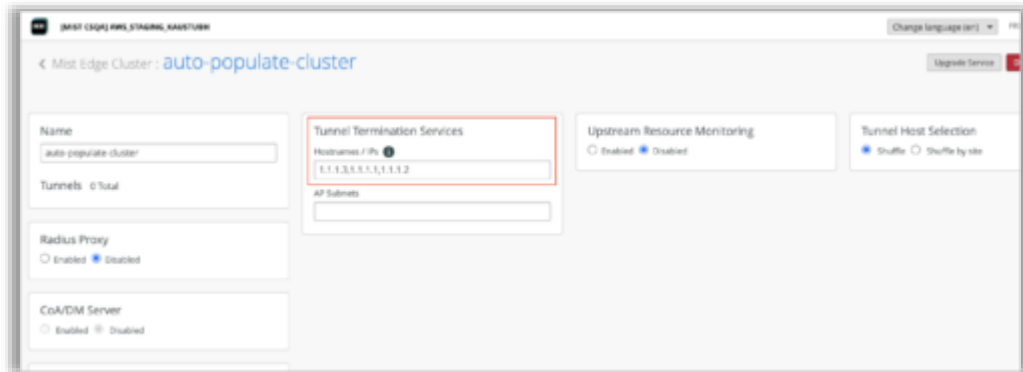 [MIST CSQA] AWS_STAGING_KAUSTUBH
Change language (en)
< Mist Edge Cluster : auto-populate-cluster
Upgrade Service
Name
auto-populate-cluster
Tunnels 0 Total
Tunnel Termination Services
Hostnames / IPs
1.1.1.3,1.1.1.1,1.1.1.2
AP Subnets
Upstream Resource Monitoring
Enabled Disabled
Tunnel Host Selection
Shuffle Shuffle by site
Radius Proxy
Enabled Disabled
CoA/DM Server
Enabled Disabled